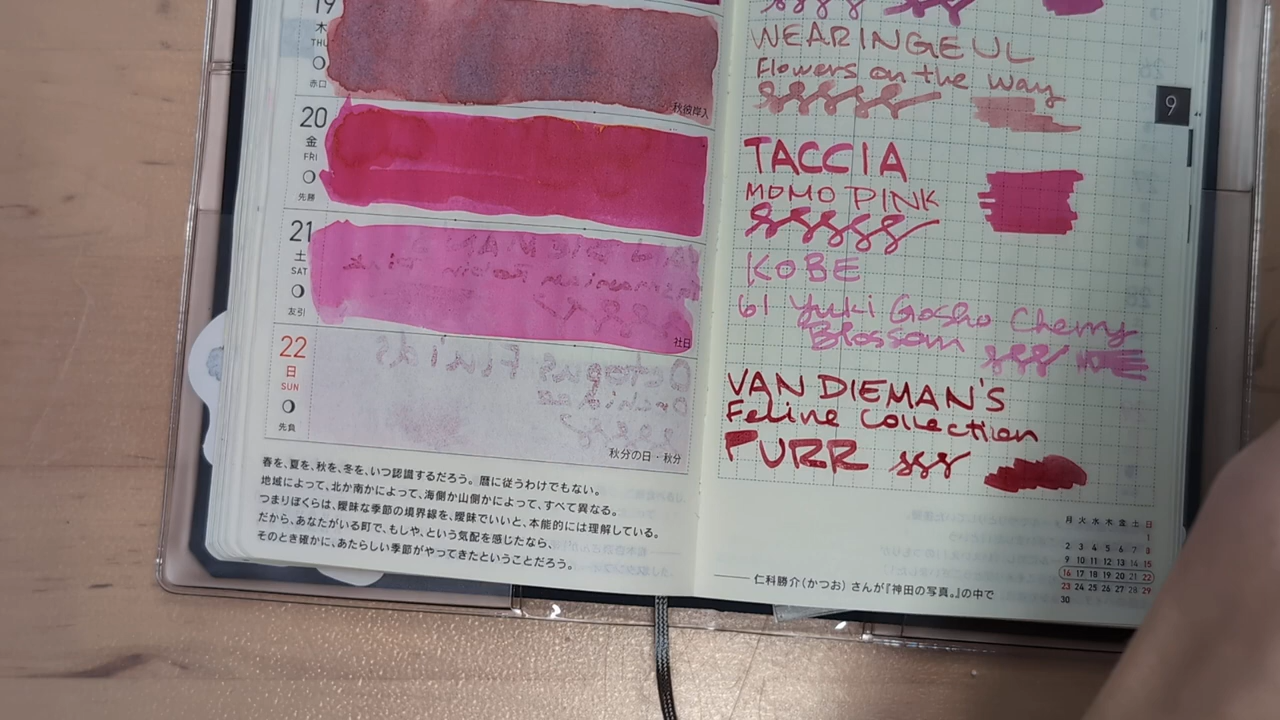 19
木
THU
赤口
秋彼岸入
20
金
FRI
先勝
21
土
SAT
友引
社日
22
日
SUN
先負
Octopus Fluids
秋分の日・秋分
春を、夏を、秋を、冬を、いつ認識するだろう。暦に従うわけでもない。
地域によって、北か南かによって、海側か山側かによって、すべて異なる。
つまりぼくらは、曖昧な季節の境界線を、曖昧でいいと、本能的には理解している。
だから、あなたがいる町で、もしや、という気配を感じたなら、
そのとき確かに、あたらしい季節がやってきたということだろう。
WEARINGEUL
Flowers on the way
9
TACCIA
MOMO PINK
KOBE
61 Yuki Gosho Cherry
Blossom
VAN DIEMAN'S
Feline Collection
PURR
月 火 水 木 金 土 日
1
2 3 4 5 6 7 8
9 10 11 12 13 14 15
16 17 18 19 20 21 22
23 24 25 26 27 28 29
30
仁科勝介(かつお)さんが『神田の写真。』の中で